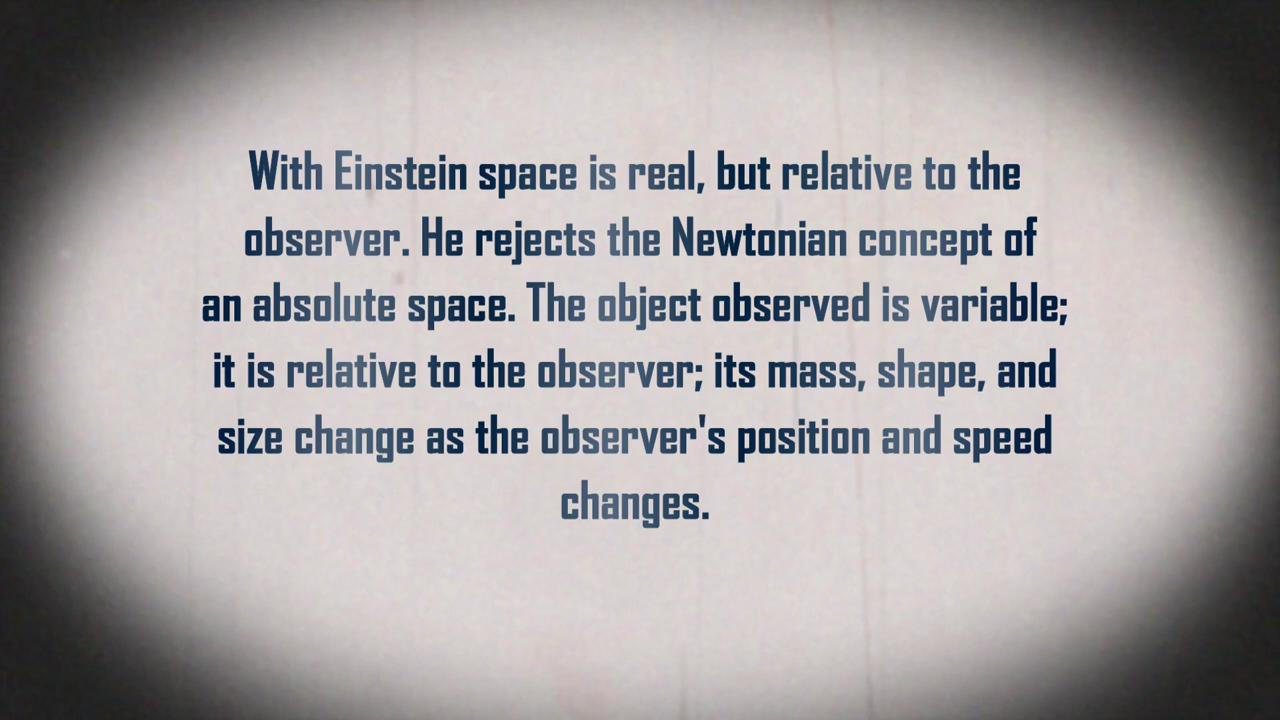 With Einstein space is real, but relative to the
observer. He rejects the Newtonian concept of
an absolute space. The object observed is variable;
it is relative to the observer; its mass, shape, and
size change as the observer's position and speed
changes.